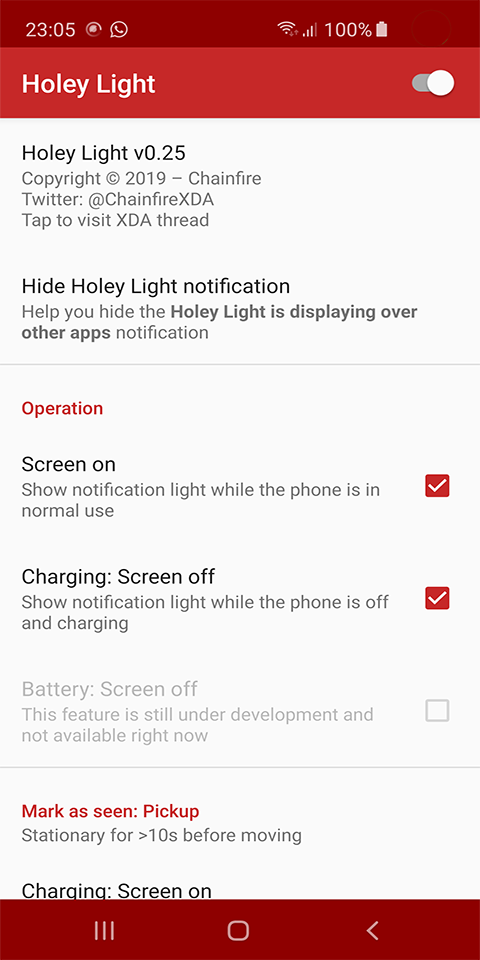 23:05 100%
Holey Light
Holey Light v0.25
Copyright © 2019 – Chainfire
Twitter: @ChainfireXDA
Tap to visit XDA thread
Hide Holey Light notification
Help you hide the Holey Light is displaying over
other apps notification
Operation
Screen on
Show notification light while the phone is in
normal use
Charging: Screen off
Show notification light while the phone is off
and charging
Battery: Screen off
This feature is still under development and
not available right now
Mark as seen: Pickup
Stationary for >10s before moving
Charging: Screen on